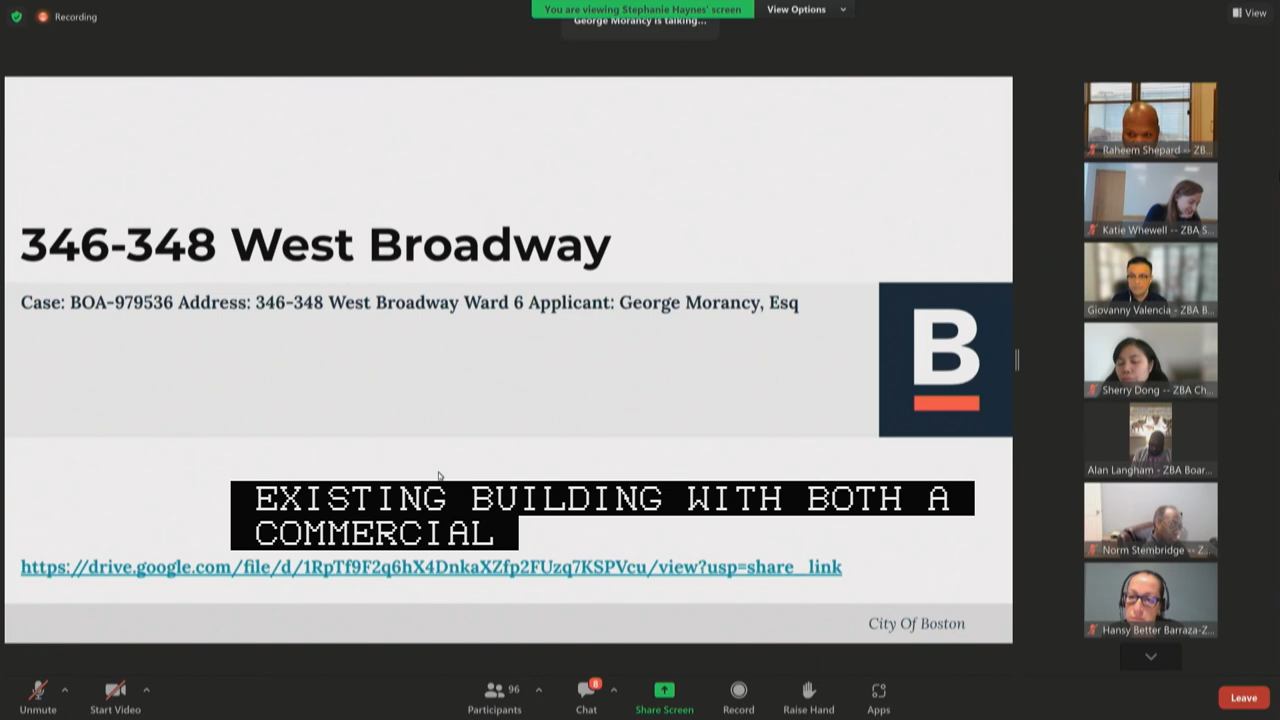 You are viewing Stephanie Haynes' screen
View Options
Recording
George Morancy is talking...
View
346-348 West Broadway
Case: BOA-979536 Address: 346-348 West Broadway Ward 6 Applicant: George Morancy, Esq
B
EXISTING BUILDING WITH BOTH A
COMMERCIAL
https://drive.google.com/file/d/1RpTf9F2q6hX4DnkaXZfp2FUzq7KSPVcu/view?usp=share_link
City Of Boston
Raheem Shepard -- ZB...
Katie Whewell -- ZBA S...
Giovanny Valencia - ZBA B...
Sherry Dong -- ZBA Ch...
Alan Langham - ZBA Boar...
Norm Stembridge -- Z...
Hansy Better Barraza-Z...
Unmute
Start Video
96
Participants
8
Chat
Share Screen
Record
Raise Hand
Apps
Leave